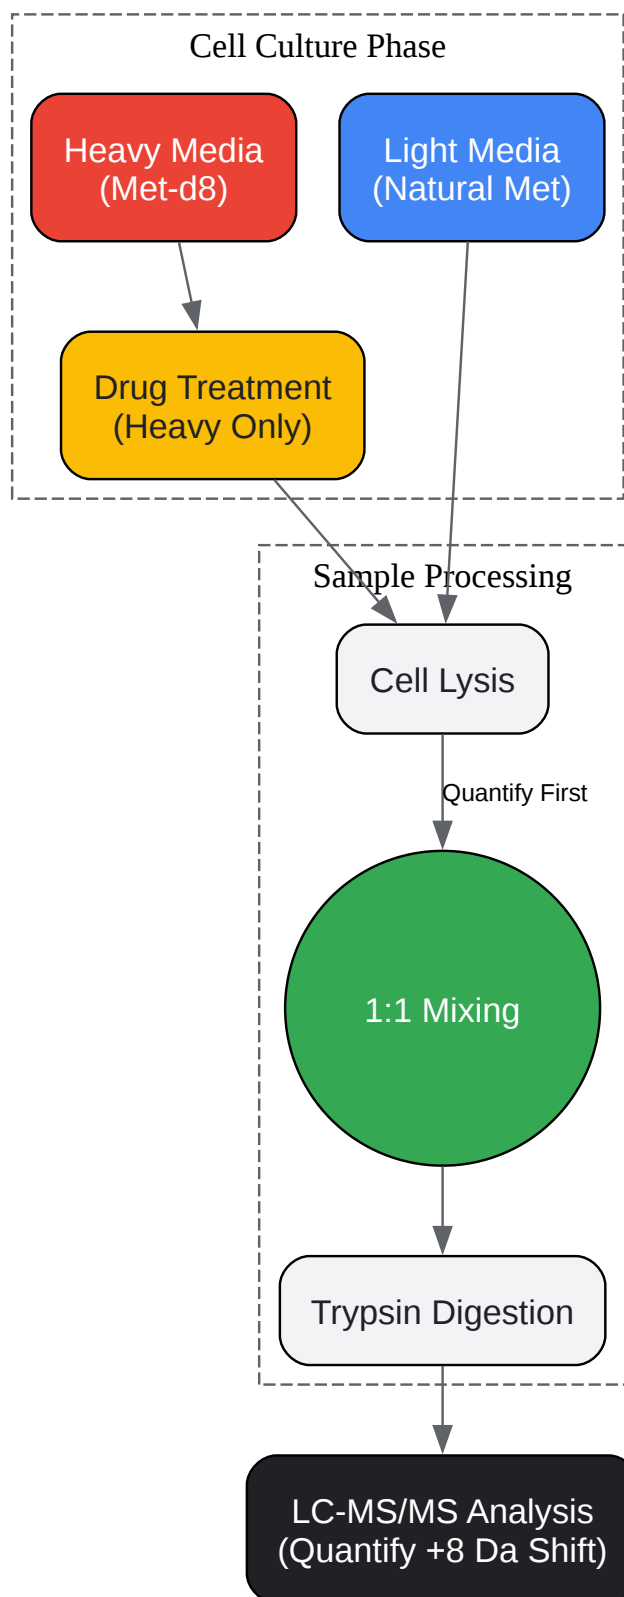 Cell Culture Phase
Heavy Media
(Met-d8)
Light Media
(Natural Met)
Drug Treatment
(Heavy Only)
Sample Processing
Cell Lysis
Quantify First
1:1 Mixing
Trypsin Digestion
LC-MS/MS Analysis
(Quantify +8 Da Shift)